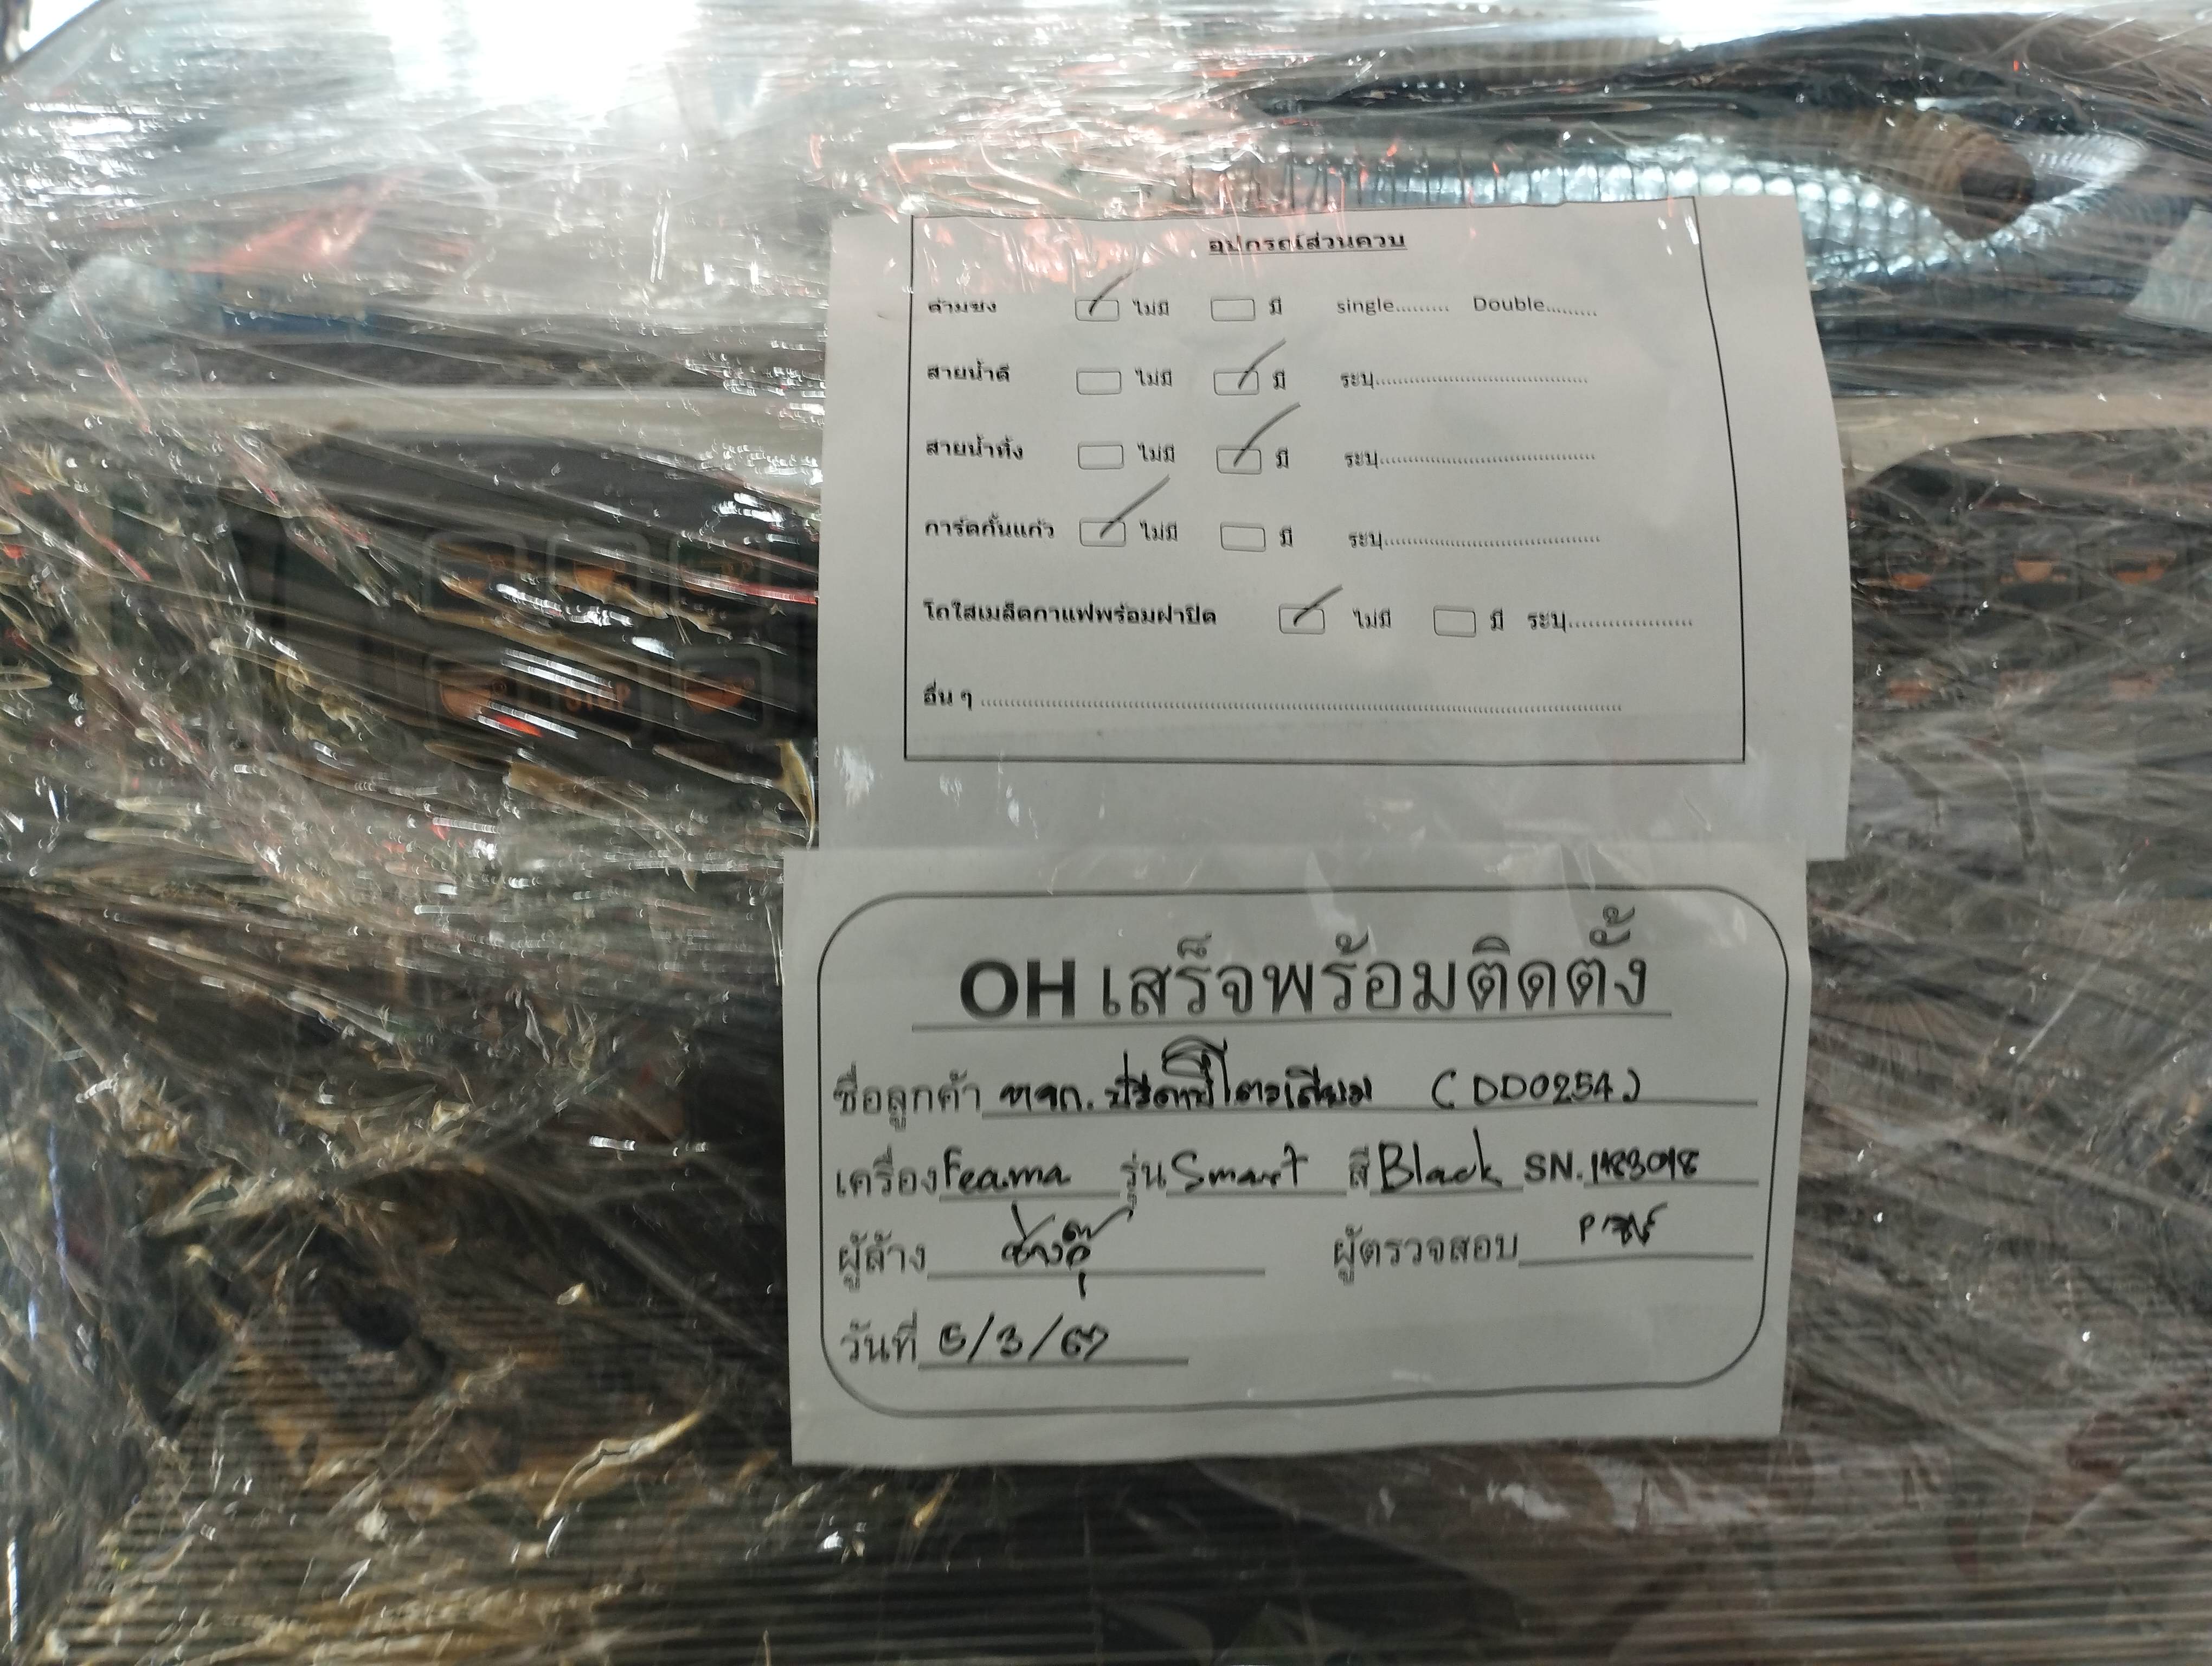 อุปกรณ์ส่วนควบ
ด้ามชง ไม่มี มี single......... Double.........
สายน้ำดี ไม่มี มี ระบุ........................................
สายน้ำทิ้ง ไม่มี มี ระบุ........................................
การ์ดกั้นแก้ว ไม่มี มี ระบุ........................................
โถใส่เมล็ดกาแฟพร้อมฝาปิด ไม่มี มี ระบุ.....................
อื่น ๆ ........................................................................
STOP
OH เสร็จพร้อมติดตั้ง
ชื่อลูกค้า หจก. (DD0254)
เครื่อง Feama รุ่น Smart สี Black SN.
ผู้ล้าง ผู้ตรวจสอบ
วันที่ 5/3/67